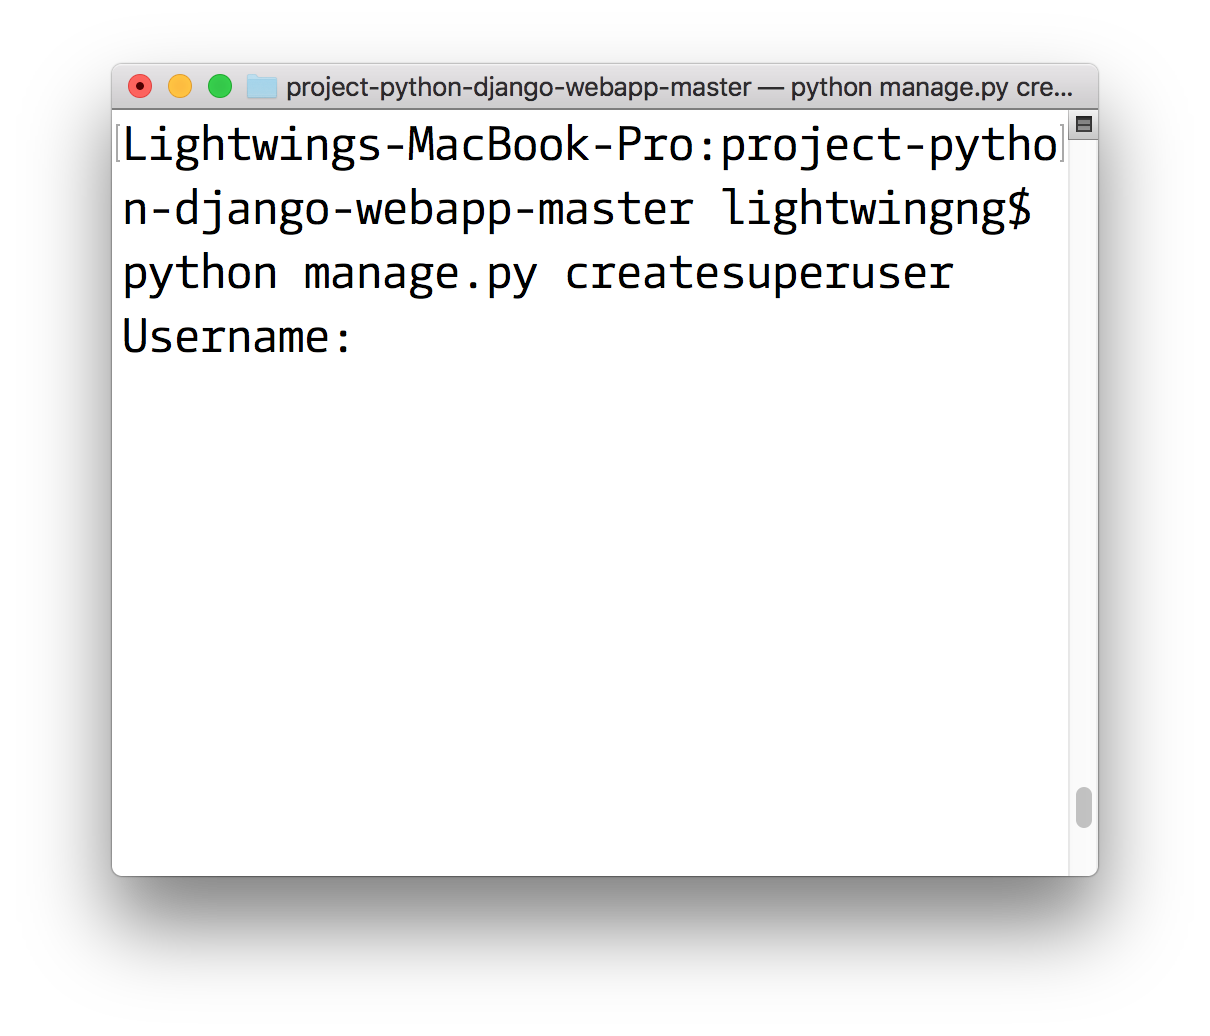 project-python-django-webapp-master — python manage.py cre...
Lightwings-MacBook-Pro:project-pytho
n-django-webapp-master lightwingng$
python manage.py createsuperuser
Username: